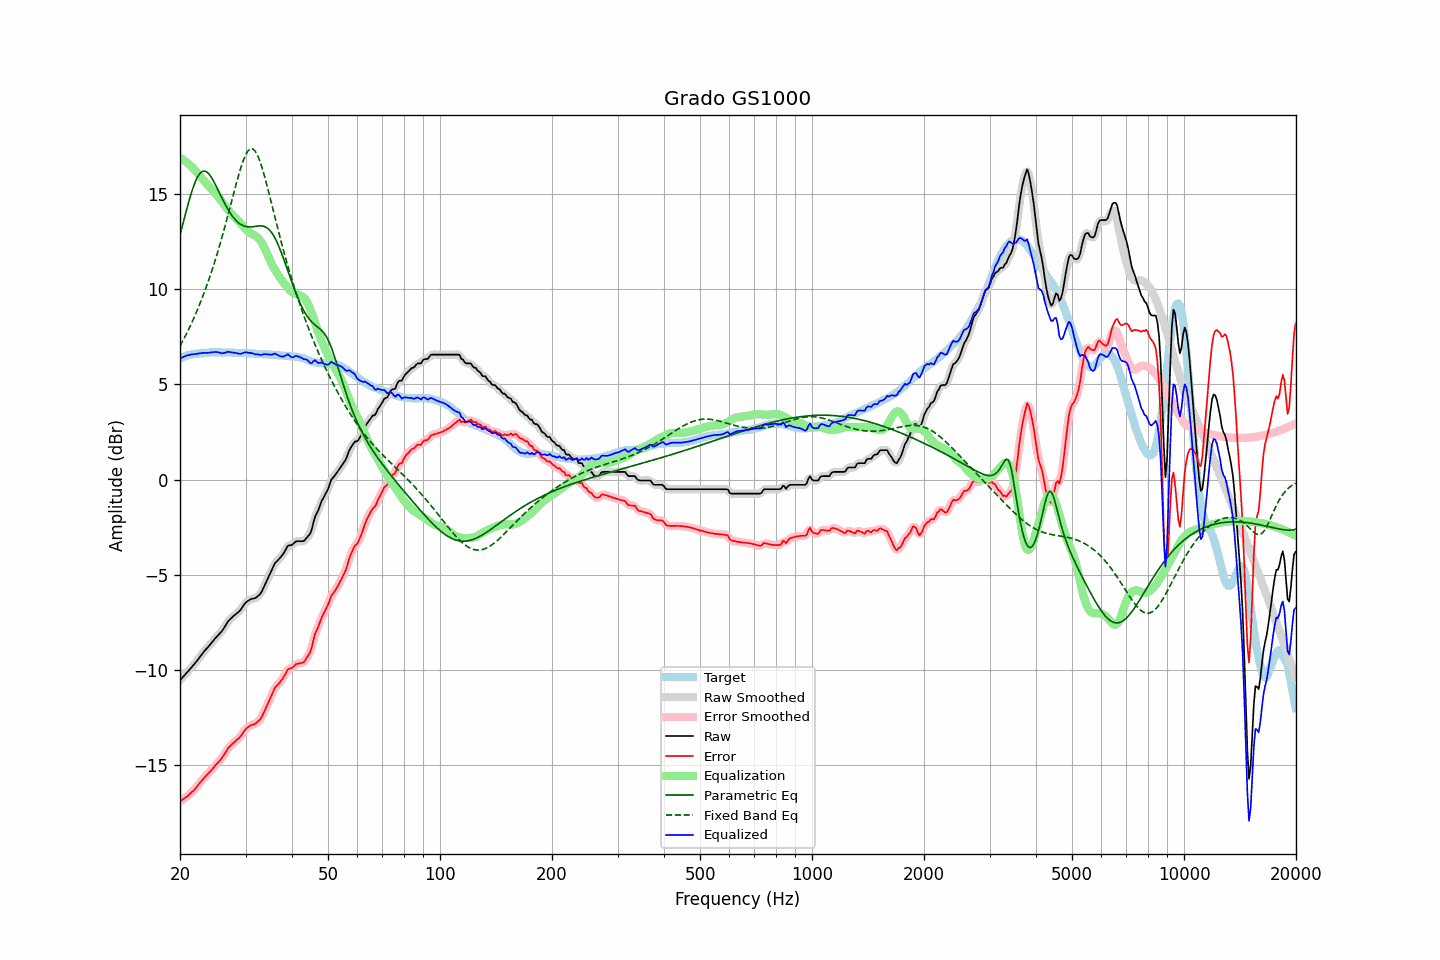 Grado GS1000
Amplitude (dBr)
15
10
5
0
−5
−10
−15
Target
Raw Smoothed
Error Smoothed
Raw
Error
Equalization
Parametric Eq
Fixed Band Eq
Equalized
20 50 100 200 500 1000 2000 5000 10000 20000
Frequency (Hz)